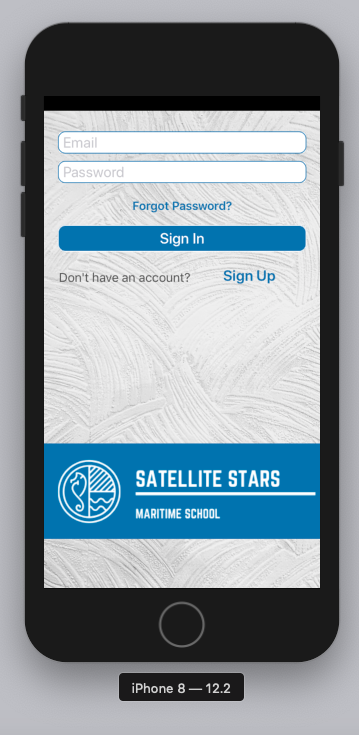 Email
Password
Forgot Password?
Sign In
Don't have an account? Sign Up
SATELLITE STARS
MARITIME SCHOOL
iPhone 8 — 12.2